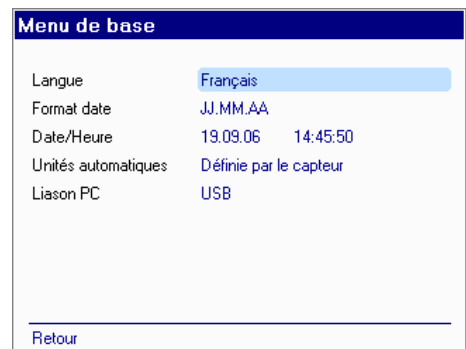 Menu de base
Langue Français
Format date JJ.MM.AA
Date/Heure 19.09.06 14:45:50
Unités automatiques Définie par le capteur
Liason PC USB
Retour